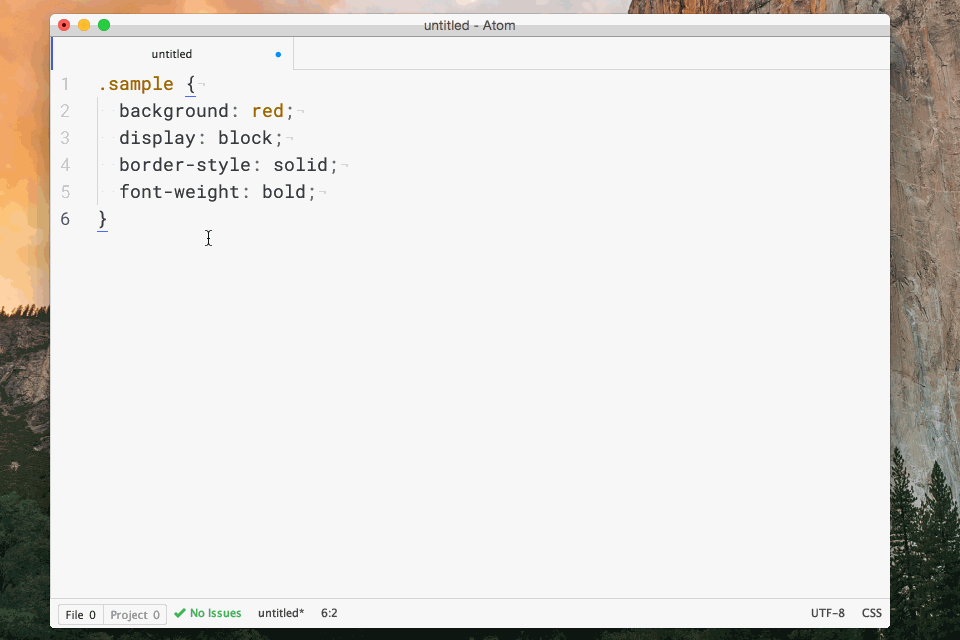 untitled - Atom
untitled
1 .sample {¬
2   background: red;¬
3   display: block;¬
4   border-style: solid;¬
5   font-weight: bold;¬
6 }
File 0 Project 0 No Issues untitled* 6:2 UTF-8 CSS